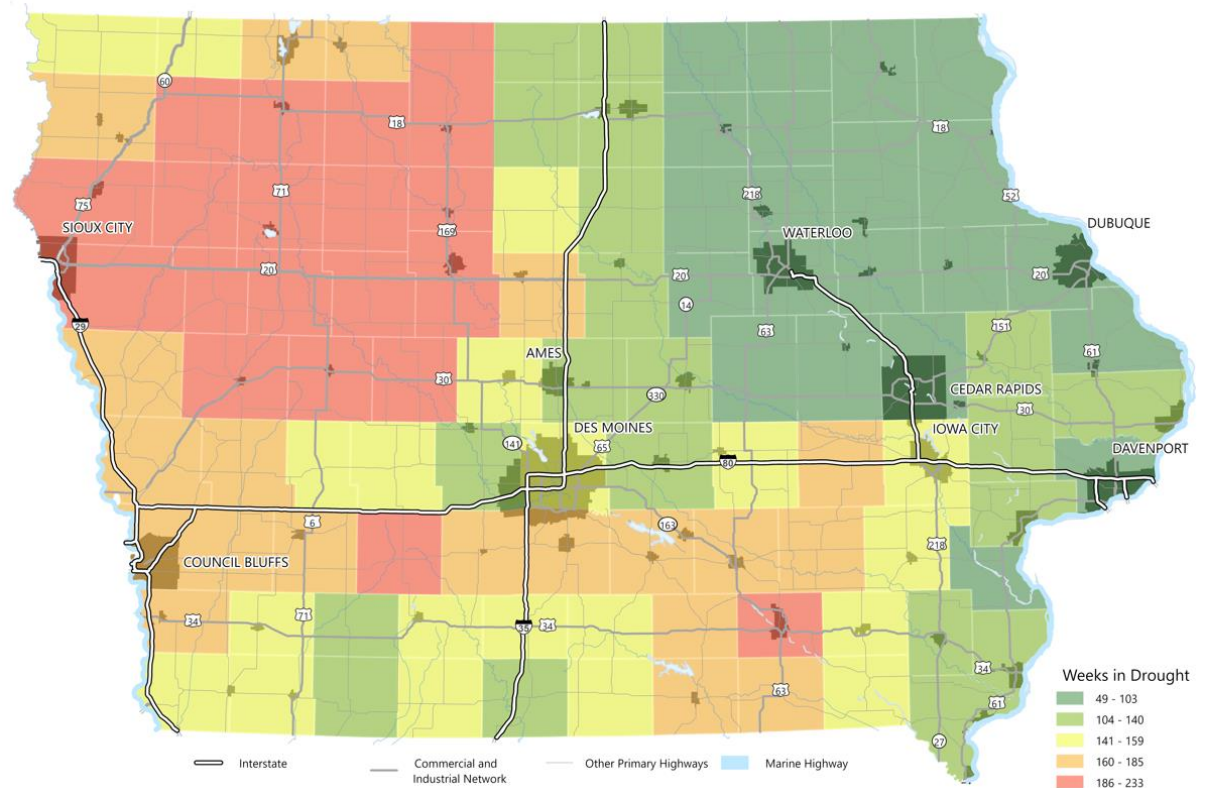 60
18
18
71
75
SIOUX CITY
169
218
52
WATERLOO
DUBUQUE
20
20
20
14
29
63
151
61
AMES
30
330
CEDAR RAPIDS
30
DES MOINES
IOWA CITY
141
65
80
DAVENPORT
6
163
218
COUNCIL BLUFFS
34
71
35
34
34
63
61
27
Weeks in Drought
49 - 103
104 - 140
141 - 159
160 - 185
186 - 233
Interstate
Commercial and
Industrial Network
Other Primary Highways
Marine Highway